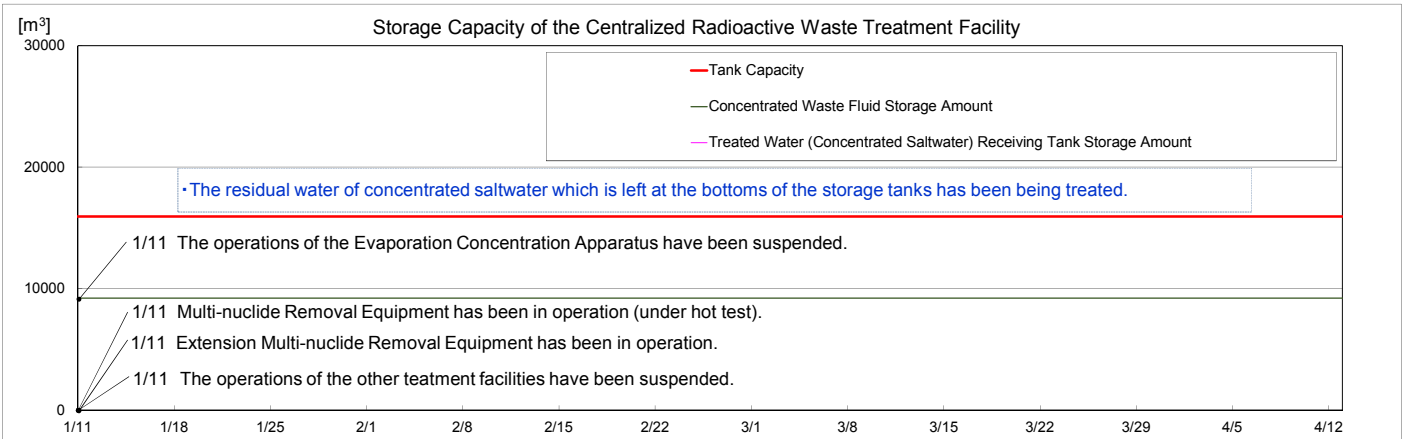 [m³]
Storage Capacity of the Centralized Radioactive Waste Treatment Facility
30000
Tank Capacity
Concentrated Waste Fluid Storage Amount
Treated Water (Concentrated Saltwater) Receiving Tank Storage Amount
20000
・The residual water of concentrated saltwater which is left at the bottoms of the storage tanks has been being treated.
1/11 The operations of the Evaporation Concentration Apparatus have been suspended.
10000
1/11 Multi-nuclide Removal Equipment has been in operation (under hot test).
1/11 Extension Multi-nuclide Removal Equipment has been in operation.
1/11 The operations of the other teatment facilities have been suspended.
0
1/11 1/18 1/25 2/1 2/8 2/15 2/22 3/1 3/8 3/15 3/22 3/29 4/5 4/12